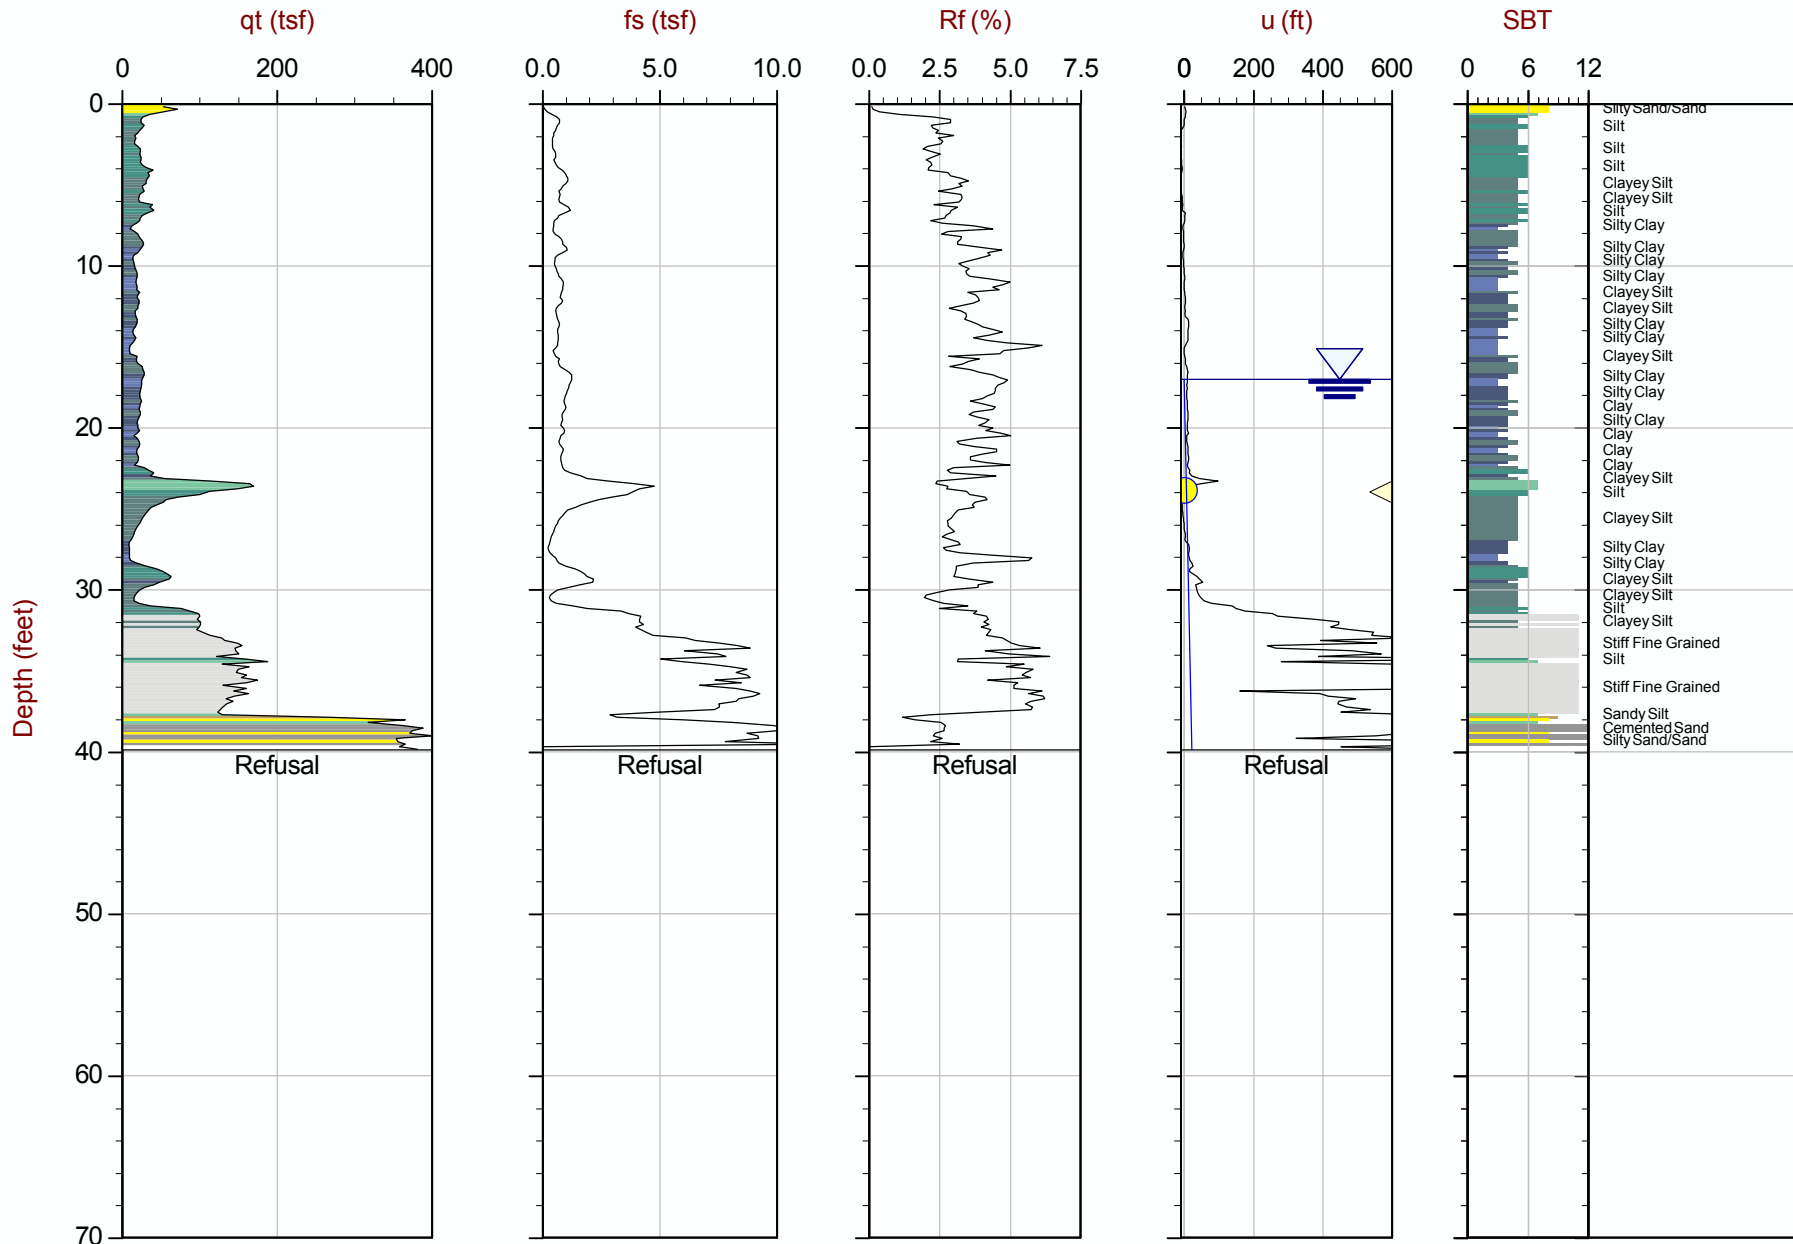 qt (tsf) fs (tsf) Rf (%) u (ft) SBT
0 200 400 0.0 5.0 10.0 0.0 2.5 5.0 7.5 0 200 400 600 0 6 12
0
Silty Sand/Sand
Silt
Silt
Silt
Clayey Silt
Clayey Silt
Silt
Silty Clay
Silty Clay
Silty Clay
10
Silty Clay
Clayey Silt
Clayey Silt
Silty Clay
Silty Clay
Clayey Silt
Silty Clay
Silty Clay
Clay
Silty Clay
20
Clay
Clay
Clay
Clayey Silt
Silt
Clayey Silt
Silty Clay
Silty Clay
Clayey Silt
30
Clayey Silt
Silt
Clayey Silt
Stiff Fine Grained
Silt
Stiff Fine Grained
Sandy Silt
Cemented Sand
Silty Sand/Sand
40
Refusal Refusal Refusal Refusal
50
60
70
Depth (feet)